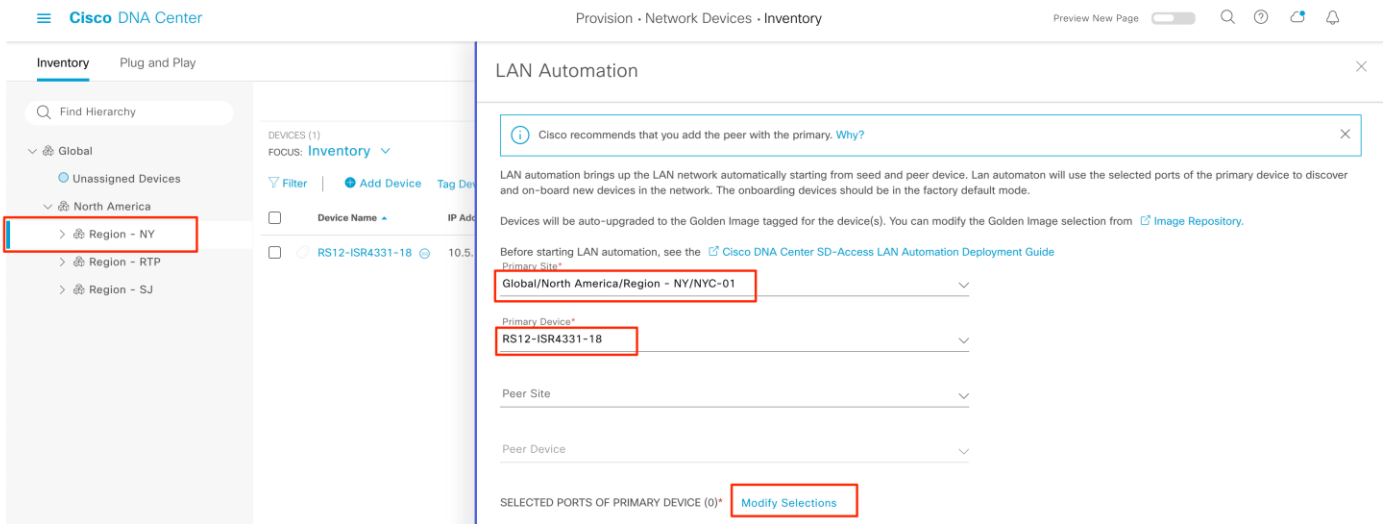 Cisco DNA Center
Provision · Network Devices · Inventory
Preview New Page
Inventory
Plug and Play
Find Hierarchy
Global
Unassigned Devices
North America
Region - NY
Region - RTP
Region - SJ
DEVICES (1)
FOCUS: Inventory
Filter
Add Device
Tag Dev
Device Name
IP Add
RS12-ISR4331-18
10.5.
LAN Automation
Cisco recommends that you add the peer with the primary. Why?
LAN automation brings up the LAN network automatically starting from seed and peer device. Lan automaton will use the selected ports of the primary device to discover
and on-board new devices in the network. The onboarding devices should be in the factory default mode.
Devices will be auto-upgraded to the Golden Image tagged for the device(s). You can modify the Golden Image selection from Image Repository.
Before starting LAN automation, see the Cisco DNA Center SD-Access LAN Automation Deployment Guide
Primary Site*
Global/North America/Region - NY/NYC-01
Primary Device*
RS12-ISR4331-18
Peer Site
Peer Device
SELECTED PORTS OF PRIMARY DEVICE (0)* Modify Selections